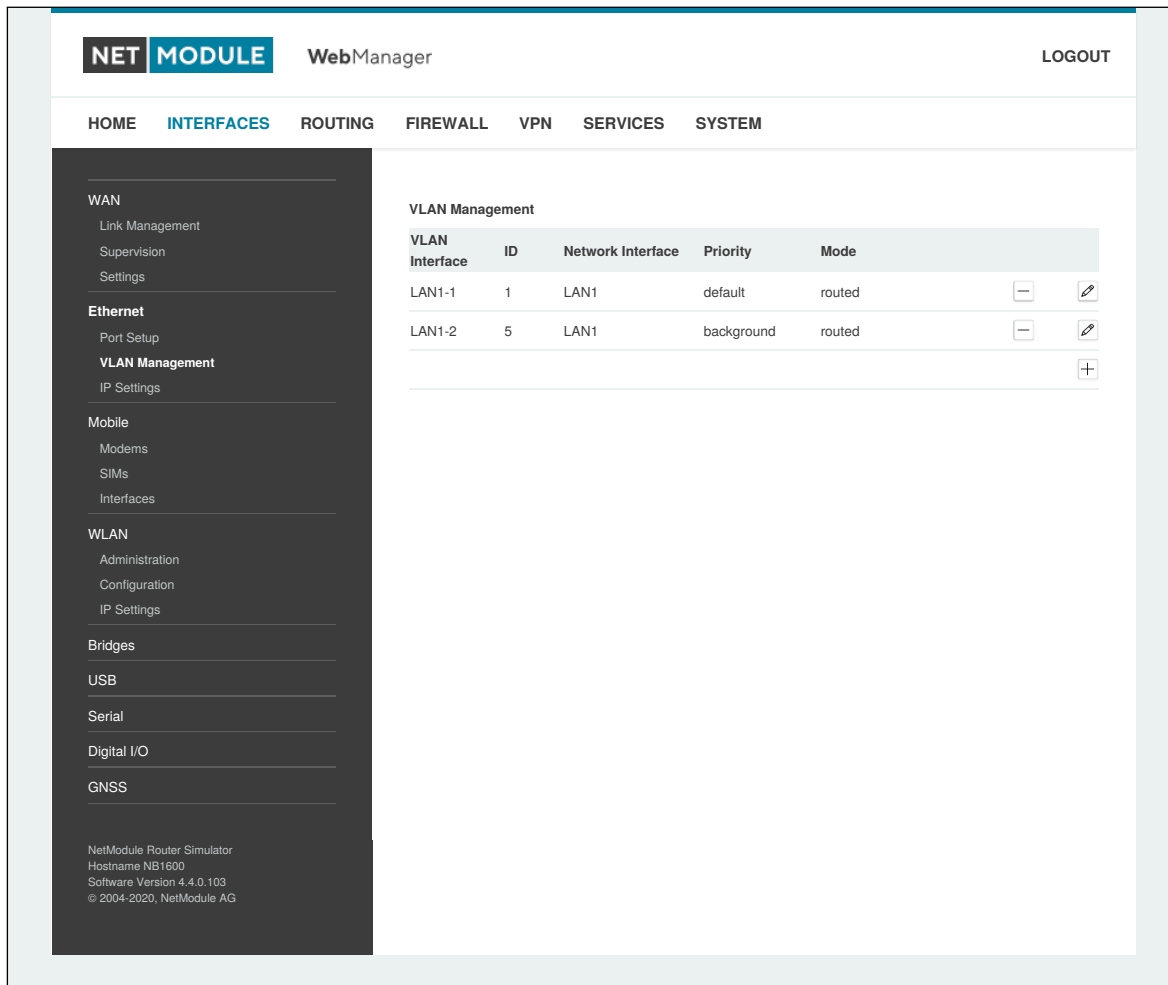 NET MODULE WebManager LOGOUT
HOME INTERFACES ROUTING FIREWALL VPN SERVICES SYSTEM
WAN
Link Management
Supervision
Settings
Ethernet
Port Setup
VLAN Management
IP Settings
Mobile
Modems
SIMs
Interfaces
WLAN
Administration
Configuration
IP Settings
Bridges
USB
Serial
Digital I/O
GNSS
NetModule Router Simulator
Hostname NB1600
Software Version 4.4.0.103
© 2004-2020, NetModule AG
VLAN Management
VLAN Interface ID Network Interface Priority Mode
LAN1-1 1 LAN1 default routed
LAN1-2 5 LAN1 background routed